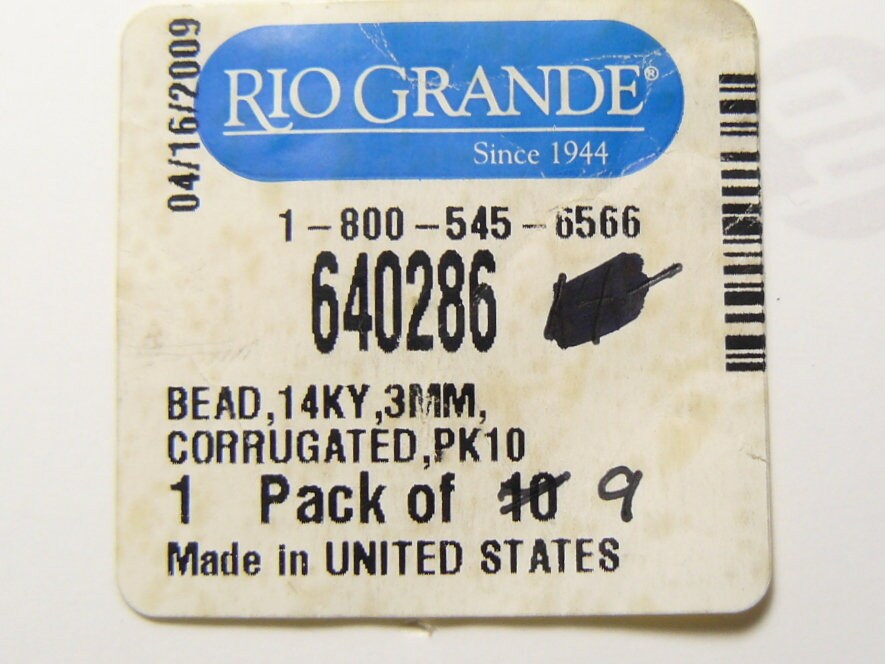 04/16/2009
RIO GRANDE®
Since 1944
1-800-545-6566
640286
BEAD,14KY,3MM,
CORRUGATED,PK10
1 Pack of 10 9
Made in UNITED STATES